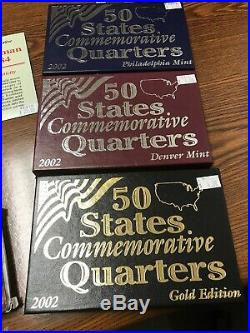 50
States
Commemorative
Quarters
2002
Philadelphia Mint
50
States
Commemorative
Quarters
2002
Denver Mint
50
States
Commemorative
Quarters
2002
Gold Edition